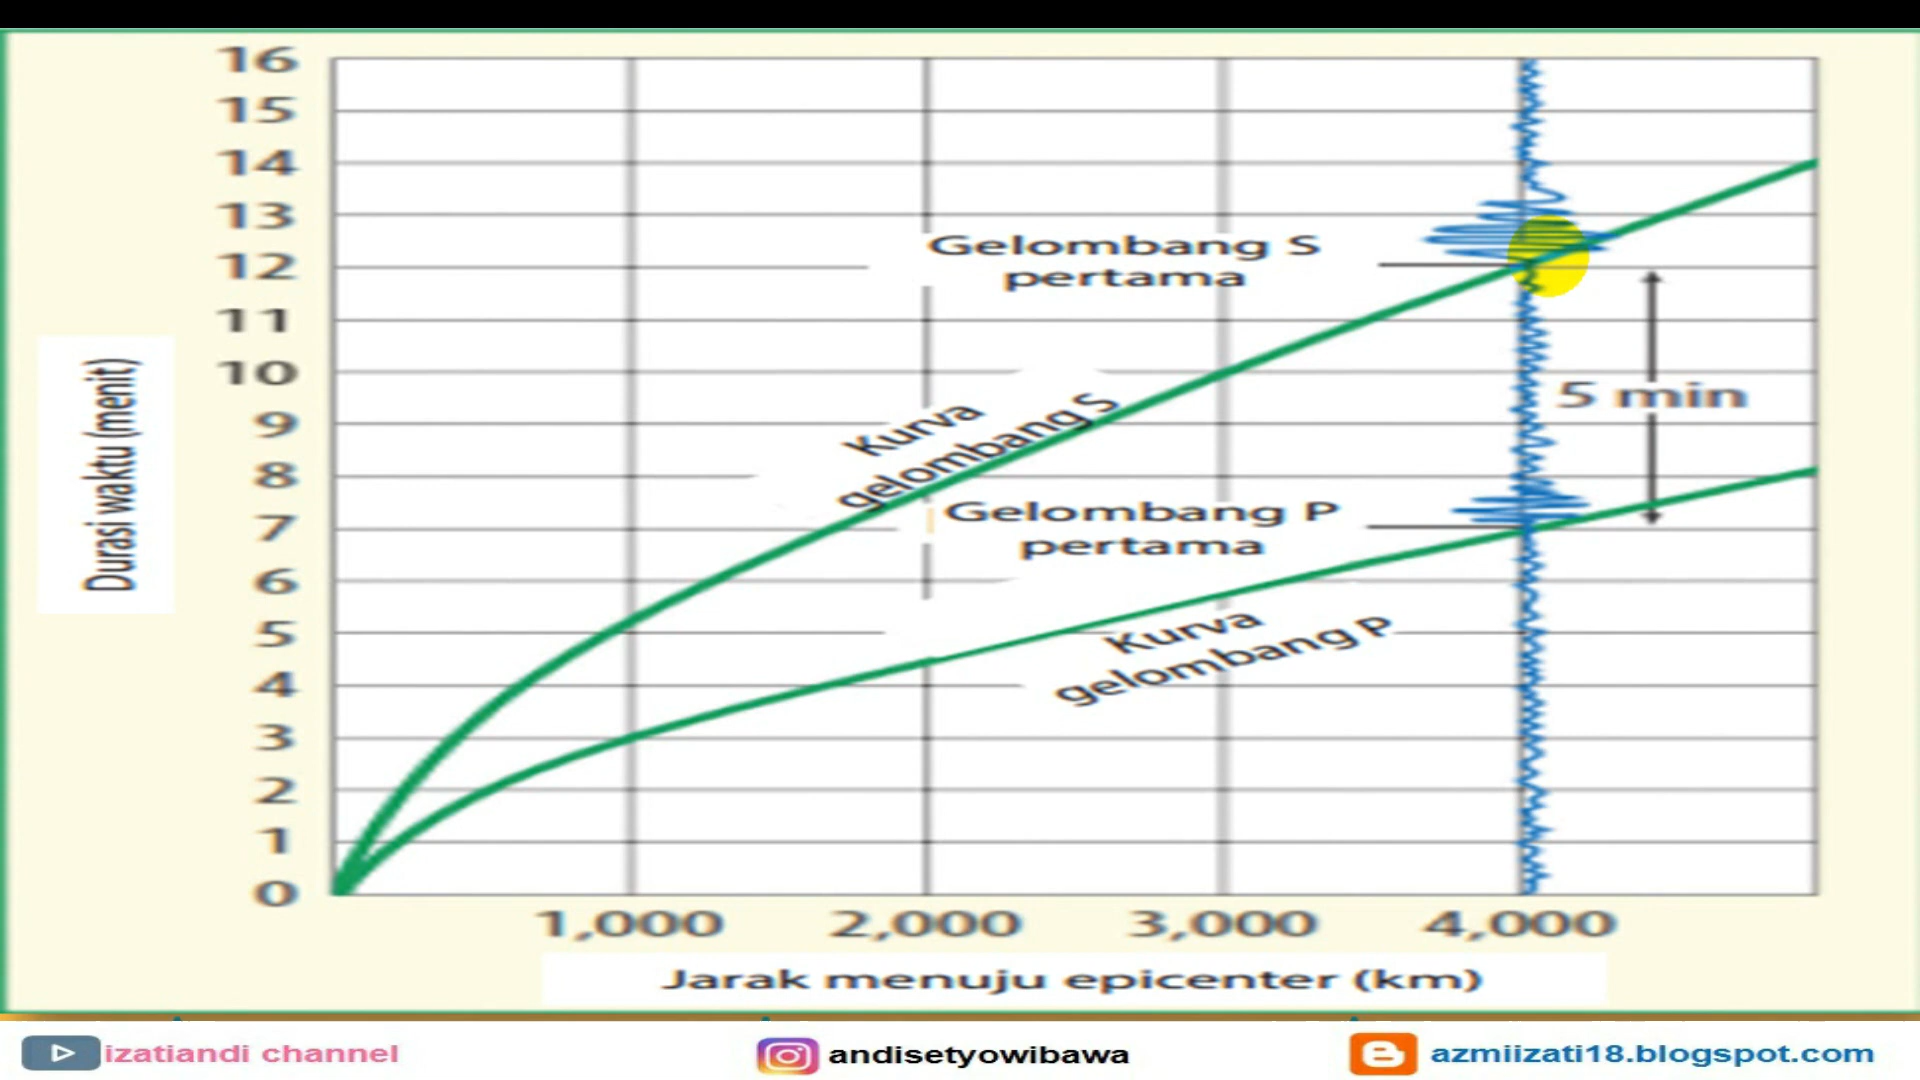 16
15
14
13
12
11
10
9
8
7
6
5
4
3
2
1
0
Durasi waktu (menit)
Gelombang S
pertama
Kurva
gelombang S
5 min
Gelombang P
pertama
Kurva
gelombang P
1,000 2,000 3,000 4,000
Jarak menuju epicenter (km)
izatiandi channel
andisetyowibawa
azmiizati18.blogspot.com